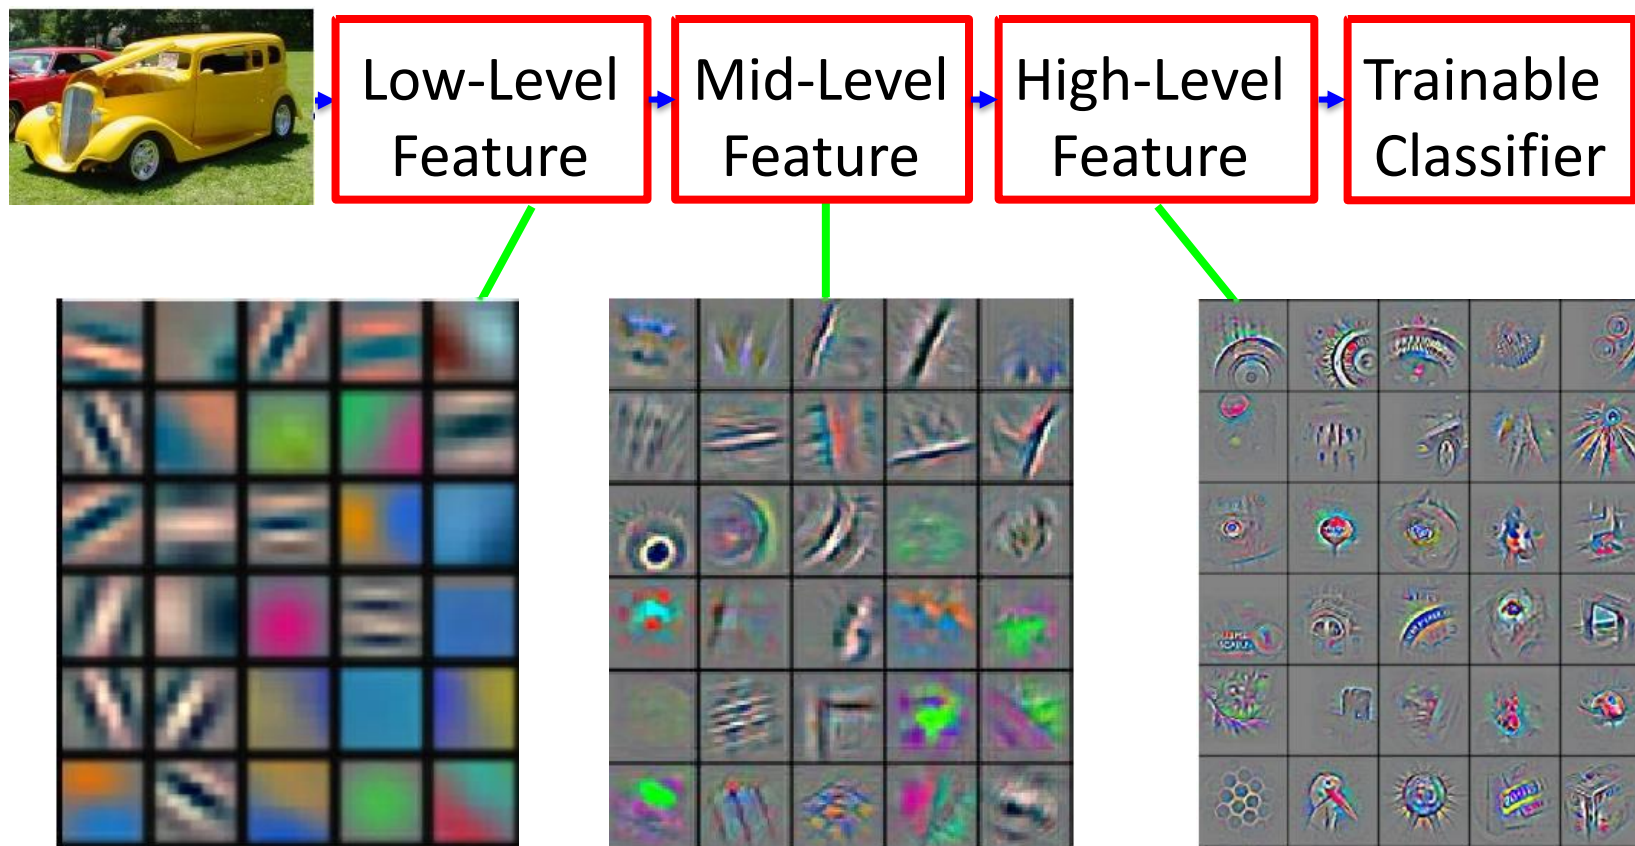 Low-Level
Feature
Mid-Level
Feature
High-Level
Feature
Trainable
Classifier